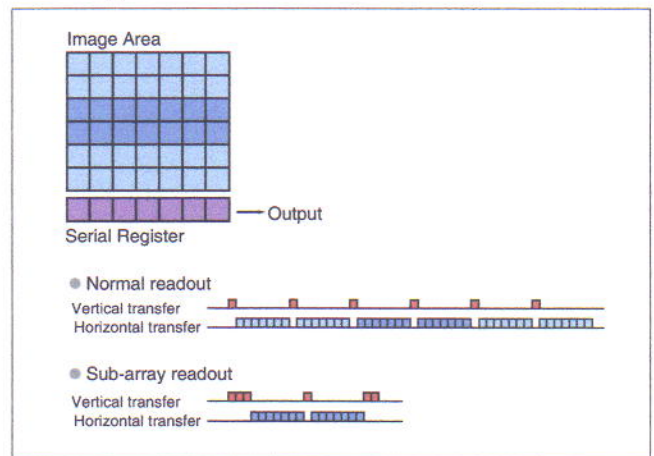 Image Area
Output
Serial Register
Normal readout
Vertical transfer
Horizontal transfer
Sub-array readout
Vertical transfer
Horizontal transfer